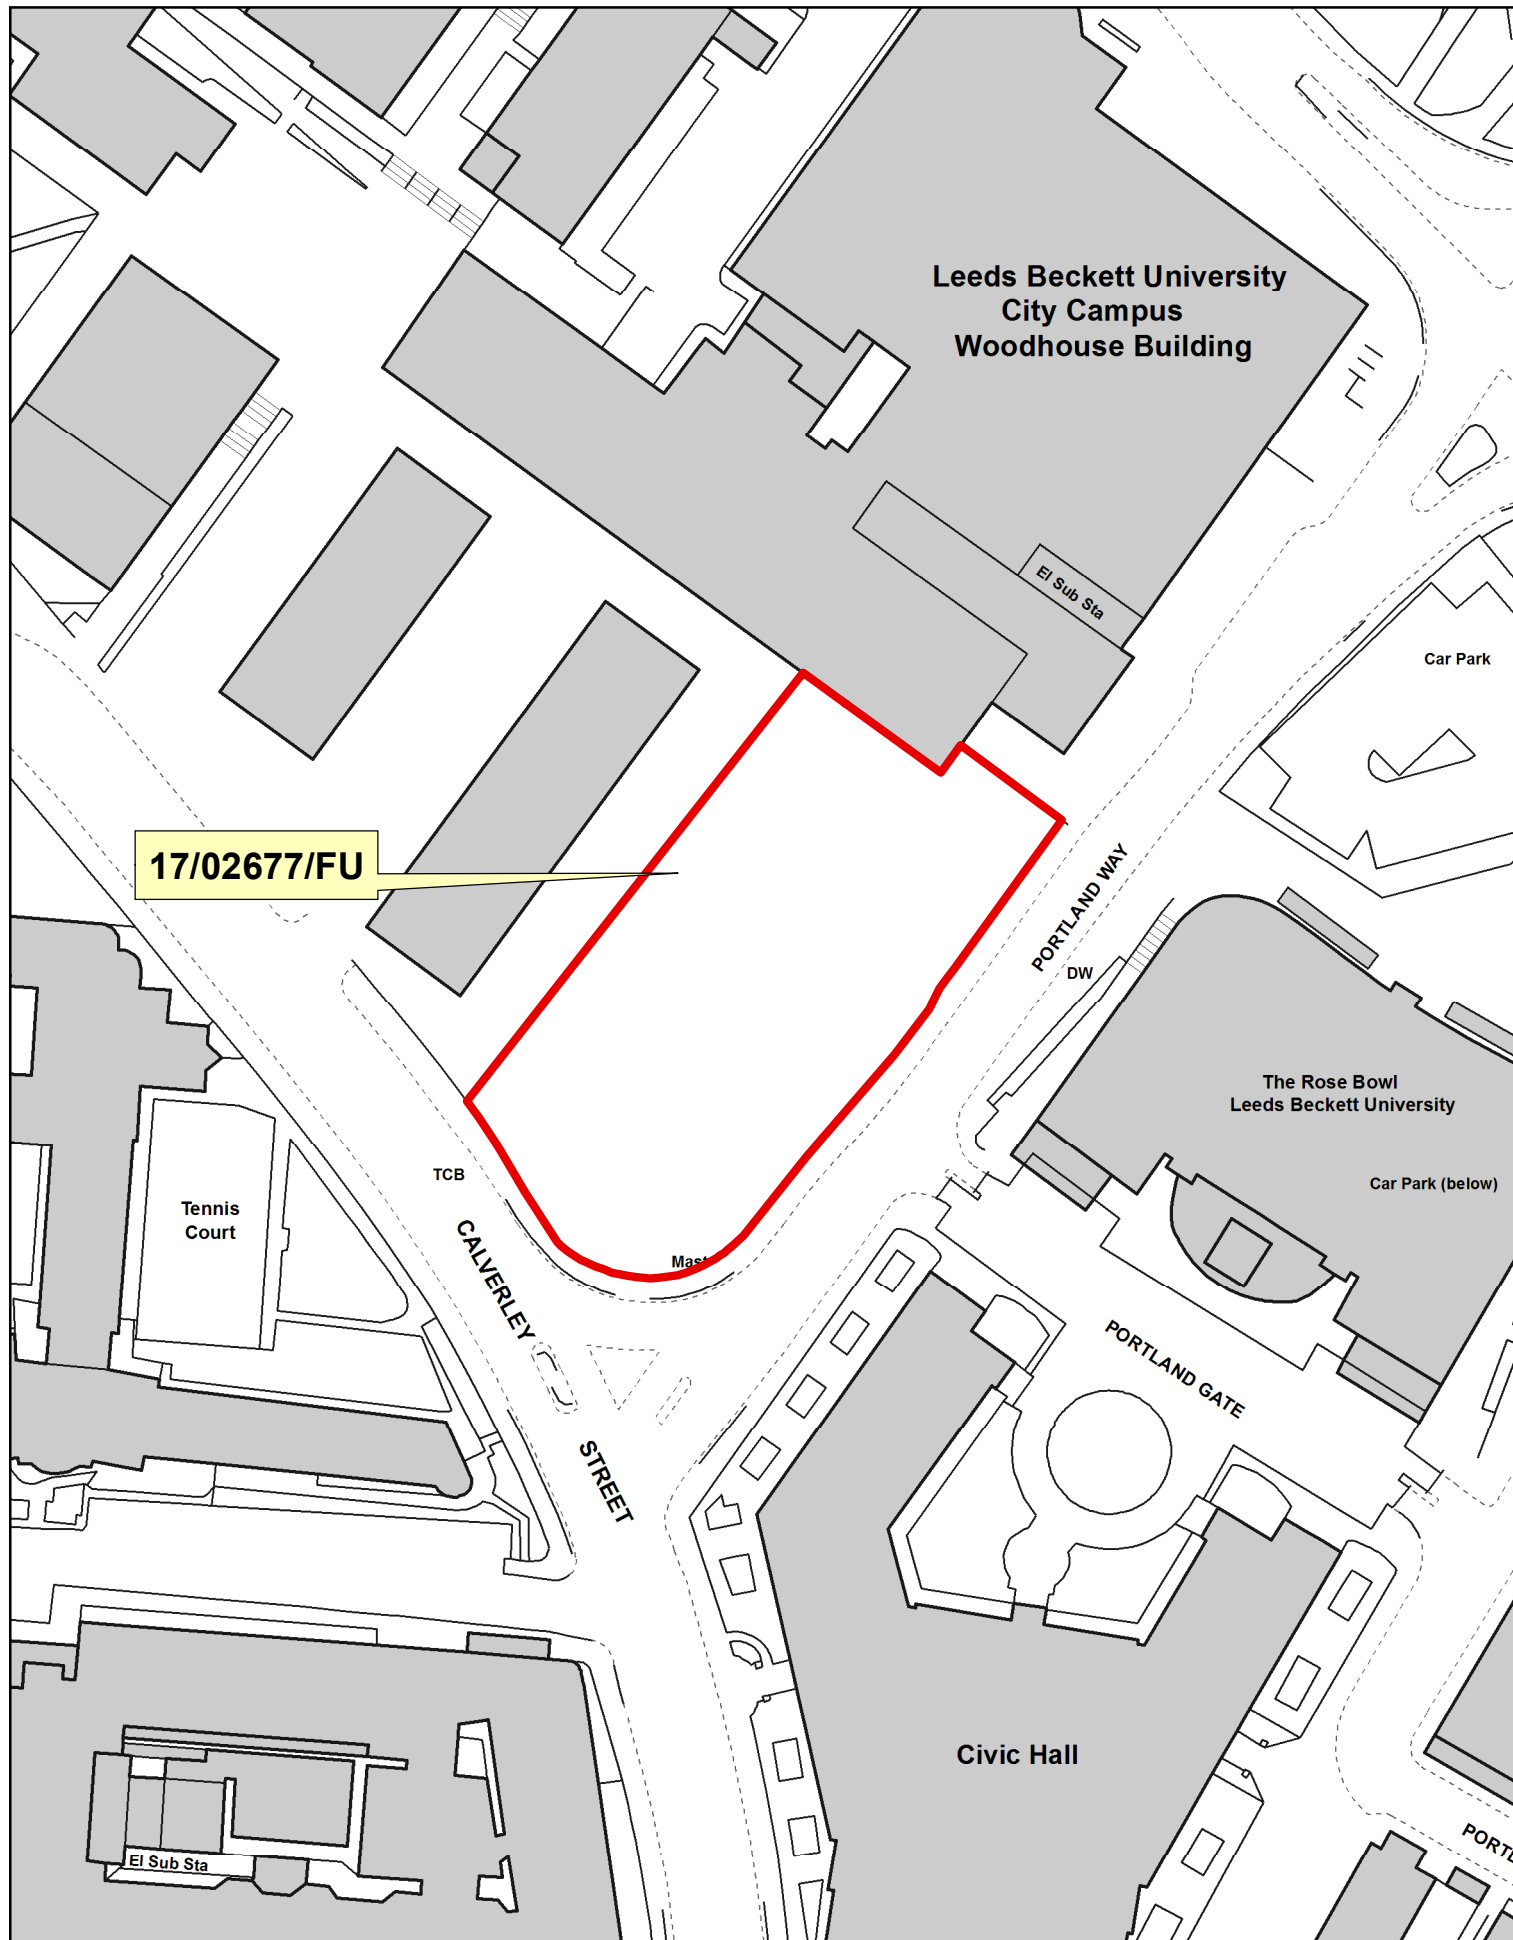 Leeds Beckett University
City Campus
Woodhouse Building
El Sub Sta
Car Park
17/02677/FU
PORTLAND WAY
DW
The Rose Bowl
Leeds Beckett University
Car Park (below)
TCB
Tennis
Court
CALVERLEY
STREET
Mast
PORTLAND GATE
Civic Hall
El Sub Sta